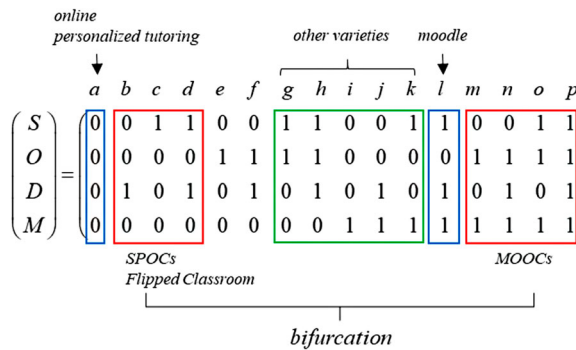 online
personalized tutoring
other varieties
moodle
a b c d e f g h i j k l m n o p
S 0 0 1 1 0 0 1 1 0 0 1 1 0 0 1 1
O = 0 0 0 0 1 1 1 1 0 0 0 0 1 1 1 1
D 0 1 0 1 0 1 0 1 0 1 0 1 0 1 0 1
M 0 0 0 0 0 0 0 0 1 1 1 1 1 1 1 1
SPOCs
MOOCs
Flipped Classroom
bifurcation